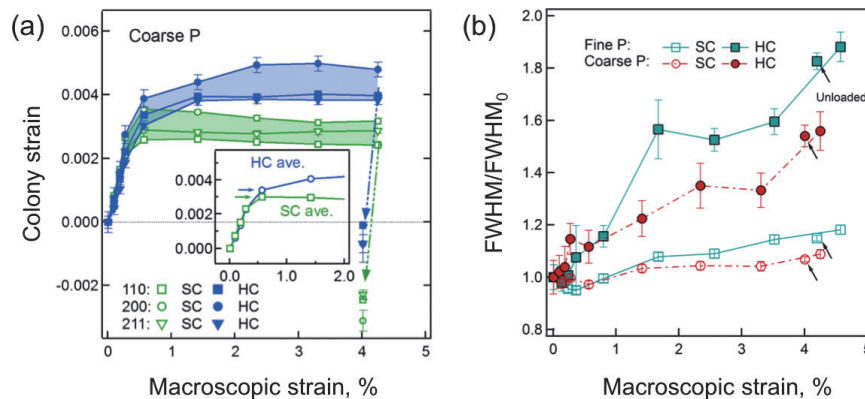 (a)
Coarse P
0.006
0.004
0.002
0.000
-0.002
Colony strain
HC ave.
SC ave.
0.004
0.002
0.000
0.0
1.0
2.0
110: SC HC
200: SC HC
211: SC HC
0 1 2 3 4 5
Macroscopic strain, %
(b)
Fine P: SC HC
Coarse P: SC HC
Unloaded
2.0
1.8
1.6
1.4
1.2
1.0
0.8
FWHM/FWHM0
0 1 2 3 4 5
Macroscopic strain, %